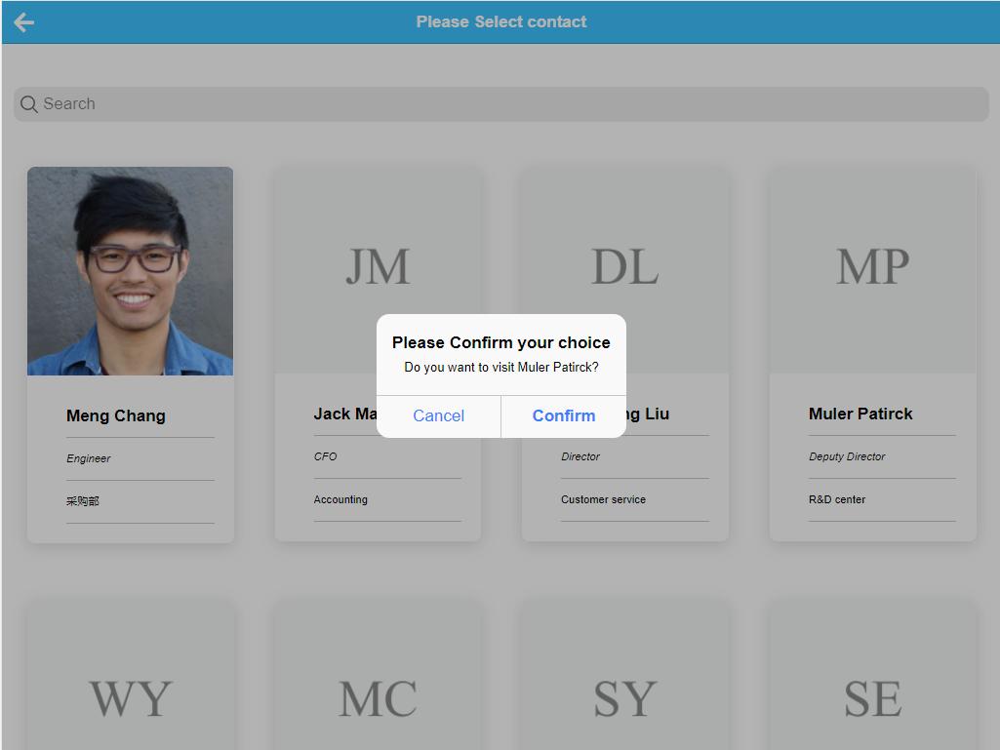 Please Select contact
Search
JM
DL
MP
Please Confirm your choice
Do you want to visit Muler Patirck?
Cancel
Confirm
Meng Chang
Jack Ma
ng Liu
Muler Patirck
Engineer
CFO
Director
Deputy Director
采购部
Accounting
Customer service
R&D center
WY
MC
SY
SE